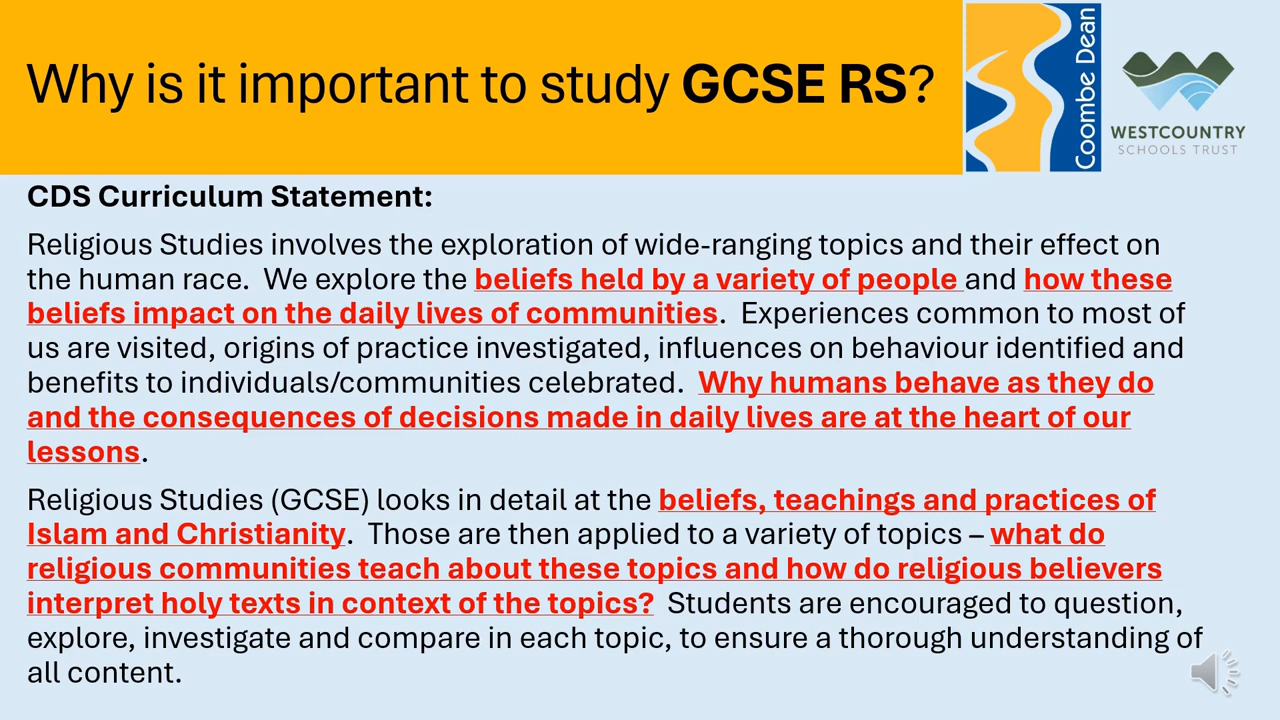 Why is it important to study GCSE RS?
Coombe Dean
WESTCOUNTRY
SCHOOLS TRUST
CDS Curriculum Statement:
Religious Studies involves the exploration of wide-ranging topics and their effect on
the human race.  We explore the beliefs held by a variety of people and how these
beliefs impact on the daily lives of communities.  Experiences common to most of
us are visited, origins of practice investigated, influences on behaviour identified and
benefits to individuals/communities celebrated.  Why humans behave as they do
and the consequences of decisions made in daily lives are at the heart of our
lessons.
Religious Studies (GCSE) looks in detail at the beliefs, teachings and practices of
Islam and Christianity.  Those are then applied to a variety of topics – what do
religious communities teach about these topics and how do religious believers
interpret holy texts in context of the topics?  Students are encouraged to question,
explore, investigate and compare in each topic, to ensure a thorough understanding of
all content.